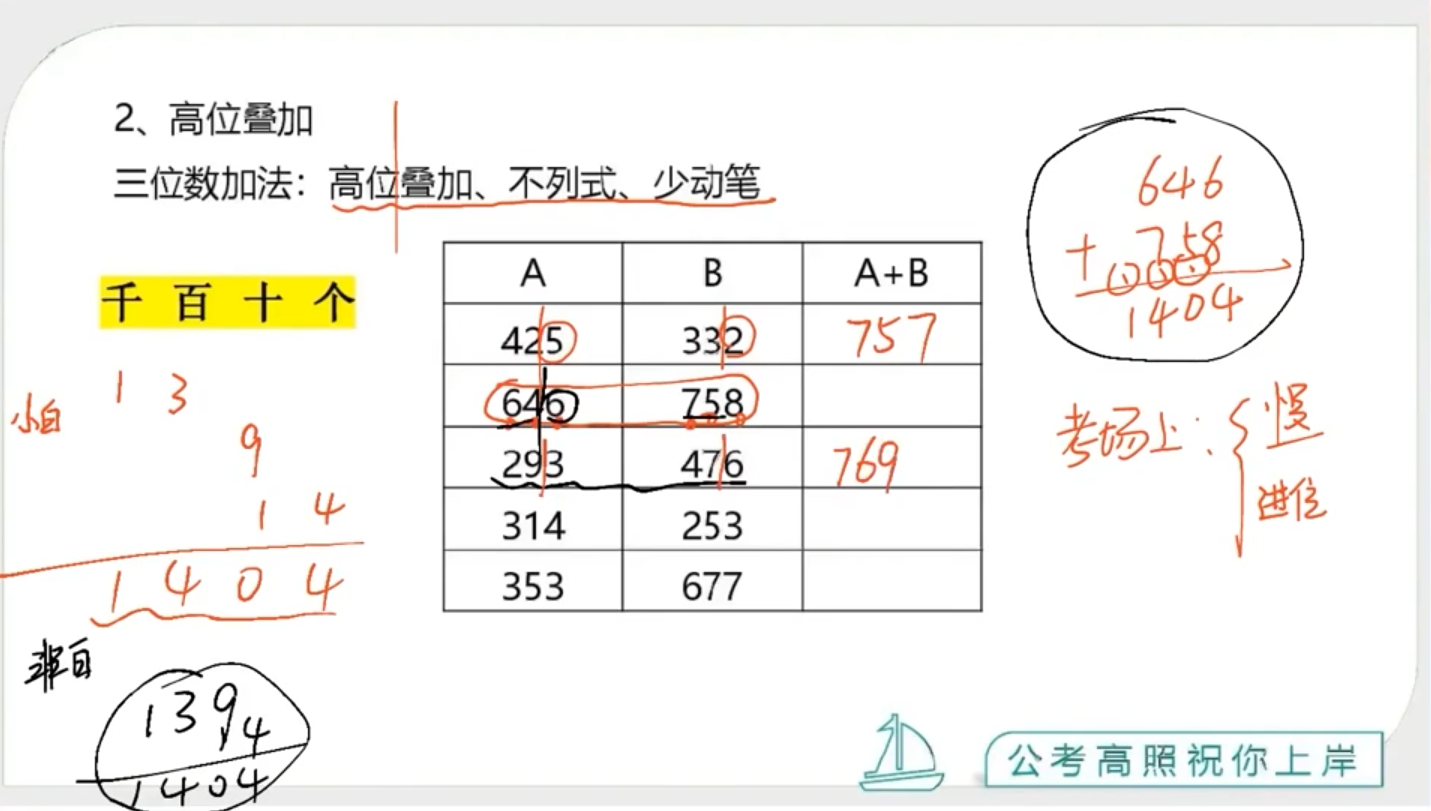 2、高位叠加
三位数加法：高位叠加、不列式、少动笔
千 百 十 个
A B A+B
425 332 757
646 758
293 476 769
314 253
353 677
小白
1 3
9
1 4
1 4 0 4
非白
1394
1404
646
+ 758
1404
考场上：
慢
进位
公考高照祝你上岸